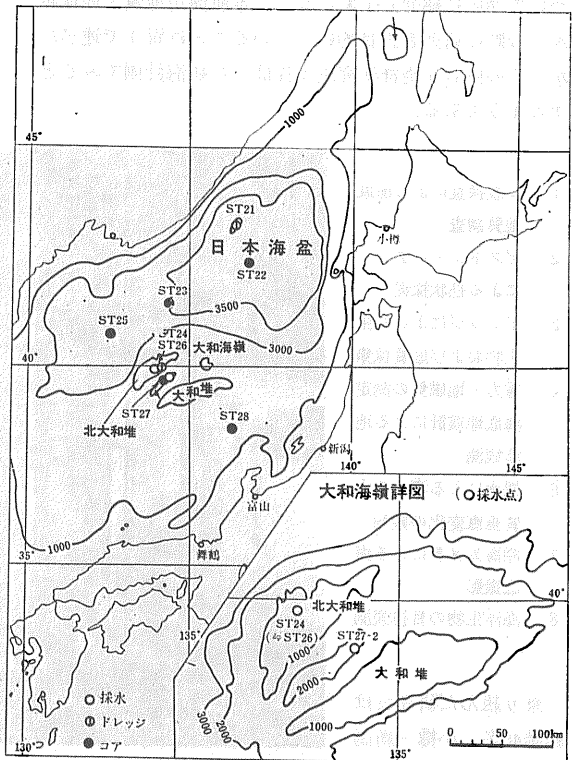 45°
1000
ST21
日本海盆
小樽
ST22
ST23
3500
ST25
ST24
ST26
3000
大和海嶺
40°
大和堆
ST27
ST28
北大和堆
新潟
140°
145°
大和海嶺詳図 (○採水点)
富山
1000
35°
舞鶴
40°
北大和堆
ST24
(≒ST26)
ST27-2
135°
1000
大和堆
2000
○ 採水
3000
2000
ドレッジ
1000
● コア
130°
135°
0 50 100km